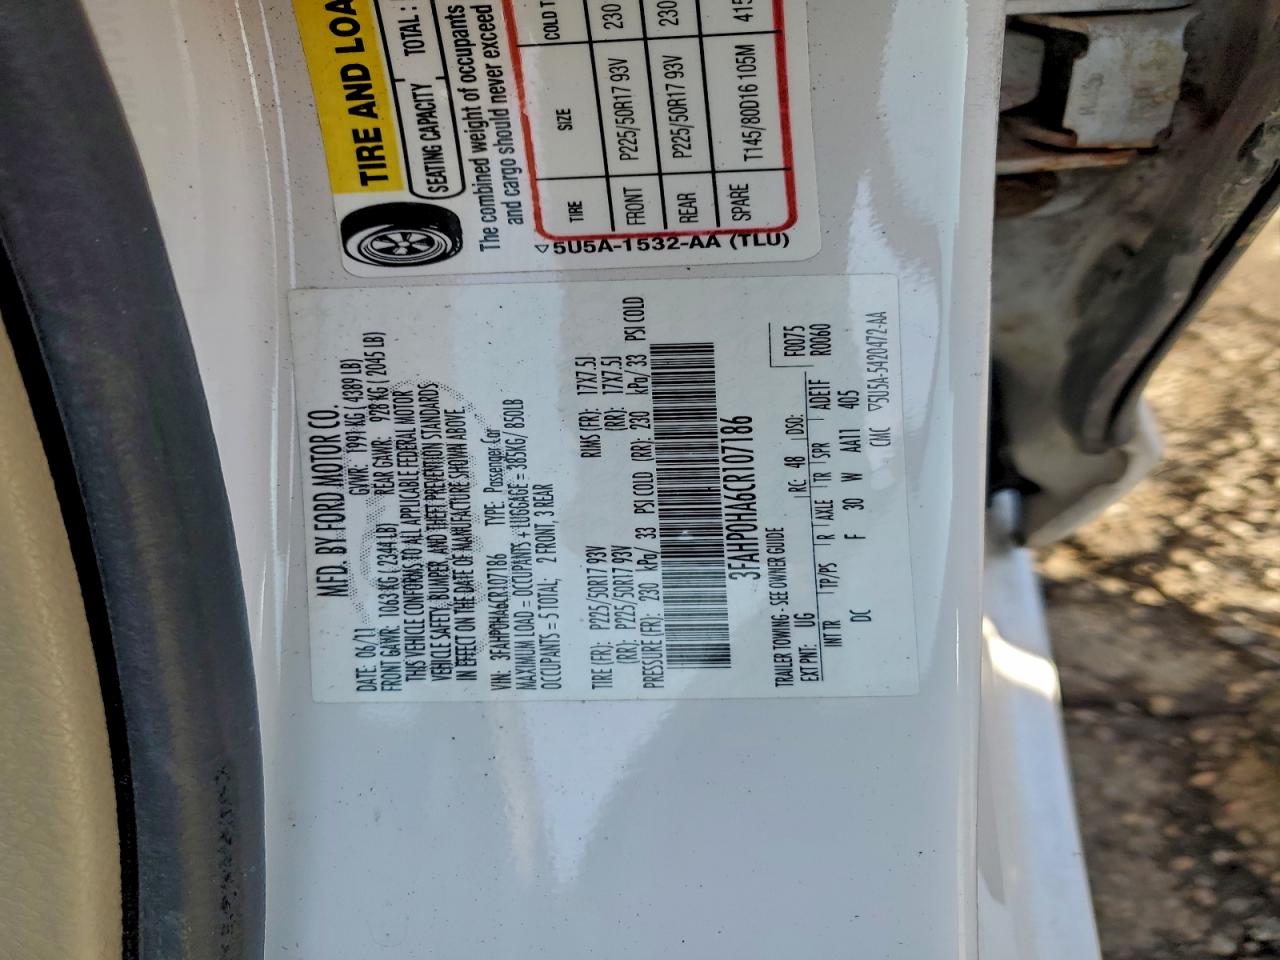 TIRE AND LOA
SEATING CAPACITY TOTAL :
The combined weight of occupants
and cargo should never exceed
TIRE SIZE COLD T
FRONT P225/50R17 93V 230
REAR P225/50R17 93V 230
SPARE T145/80D16 105M 415
5U5A-1532-AA (TLU)
MFD. BY FORD MOTOR CO.
DATE: 06/11 GVWR: 1991 KG ( 4389 LB)
FRONT GAWR: 1063 KG ( 2344 LB) REAR GAWR: 928 KG ( 2045 LB)
THIS VEHICLE CONFORMS TO ALL APPLICABLE FEDERAL MOTOR
VEHICLE SAFETY, BUMPER, AND THEFT PREVENTION STANDARDS
IN EFFECT ON THE DATE OF MANUFACTURE SHOWN ABOVE.
VIN: 3FAHP0HA6CR107186 TYPE: Passenger Car
MAXIMUM LOAD = OCCUPANTS + LUGGAGE = 385KG/ 850LB
OCCUPANTS = 5 TOTAL; 2 FRONT, 3 REAR
TIRE (FR): P225/50R17 93V RIMS (FR): 17X7.5J
(RR): P225/50R17 93V (RR): 17X7.5J
PRESSURE (FR): 230 kPa/ 33 PSI COLD (RR): 230 kPa/ 33 PSI COLD
3FAHP0HA6CR107186
F0075
R0060
TRAILER TOWING - SEE OWNER GUIDE
EXT PNT: UG RC: 48 DSO:
INT TR TP/PS R AXLE TR SPR ADETF
DC F 30 W AA11 405
CMC 5U5A-5420472-AA